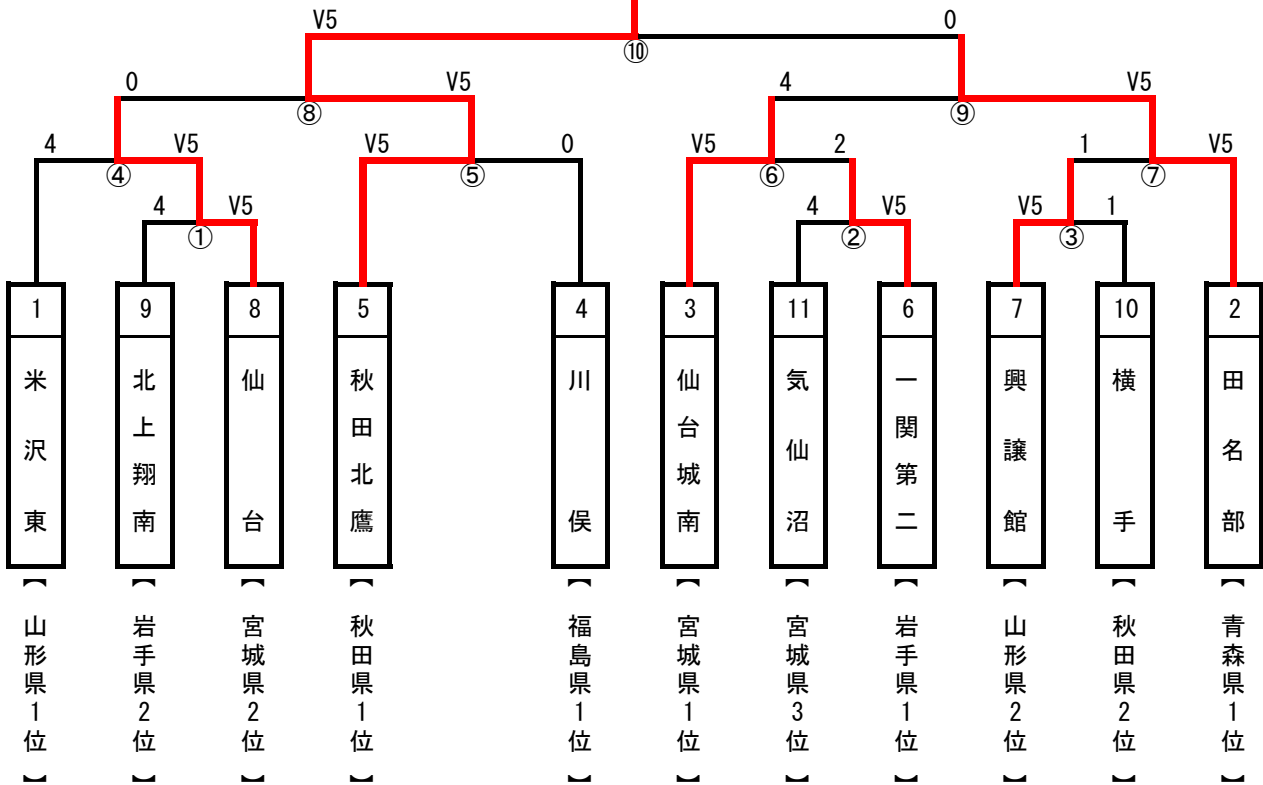 V5 0
⑩
0 V5 4 V5
⑧ ⑨
4 V5 V5 0 V5 2 1 V5
④ ⑤ ⑥ ⑦
4 V5 4 V5 V5 1
① ② ③
1 9 8 5 4 3 11 6 7 10 2
米沢東
北上翔南
仙台
秋田北鷹
川俣
仙台城南
気仙沼
一関第二
興譲館
横手
田名部
【山形県1位】
【岩手県2位】
【宮城県2位】
【秋田県1位】
【福島県1位】
【宮城県1位】
【宮城県3位】
【岩手県1位】
【山形県2位】
【秋田県2位】
【青森県1位】